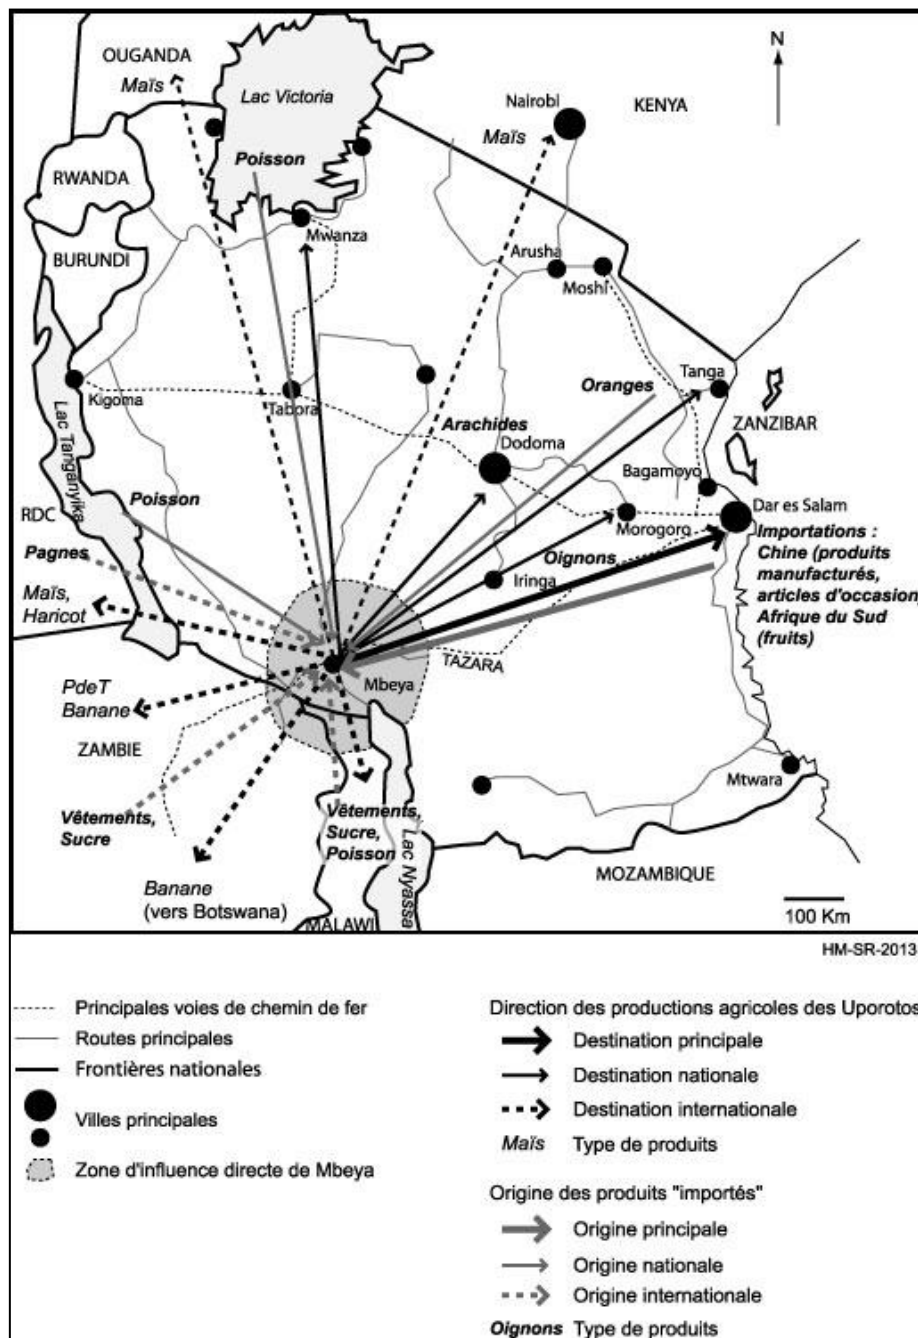 OUGANDA
Maïs
Lac Victoria
Poisson
N
Nairobi
KENYA
Maïs
RWANDA
BURUNDI
Mwanza
Arusha
Moshi
Kigoma
Tabora
Lac Tanganyika
Oranges
Tanga
ZANZIBAR
Arachides
Dodoma
Bagamoyo
Dar es Salam
Morogoro
Oignons
Iringa
Importations :
Chine (produits
manufacturés,
articles d'occasion
Afrique du Sud
(fruits)
RDC
Poisson
Pagnes
Maïs,
Haricot
TAZARA
Mbeya
PdeT
Banane
ZAMBIE
Vêtements,
Sucre
Vêtements,
Sucre,
Poisson
Lac Nyassa
Banane
(vers Botswana)
MALAWI
Mtwara
MOZAMBIQUE
100 Km
HM-SR-2013
Principales voies de chemin de fer
Routes principales
Frontières nationales
Villes principales
Zone d'influence directe de Mbeya
Direction des productions agricoles des Uporotos
Destination principale
Destination nationale
Destination internationale
Maïs Type de produits
Origine des produits "importés"
Origine principale
Origine nationale
Origine internationale
Oignons Type de produits